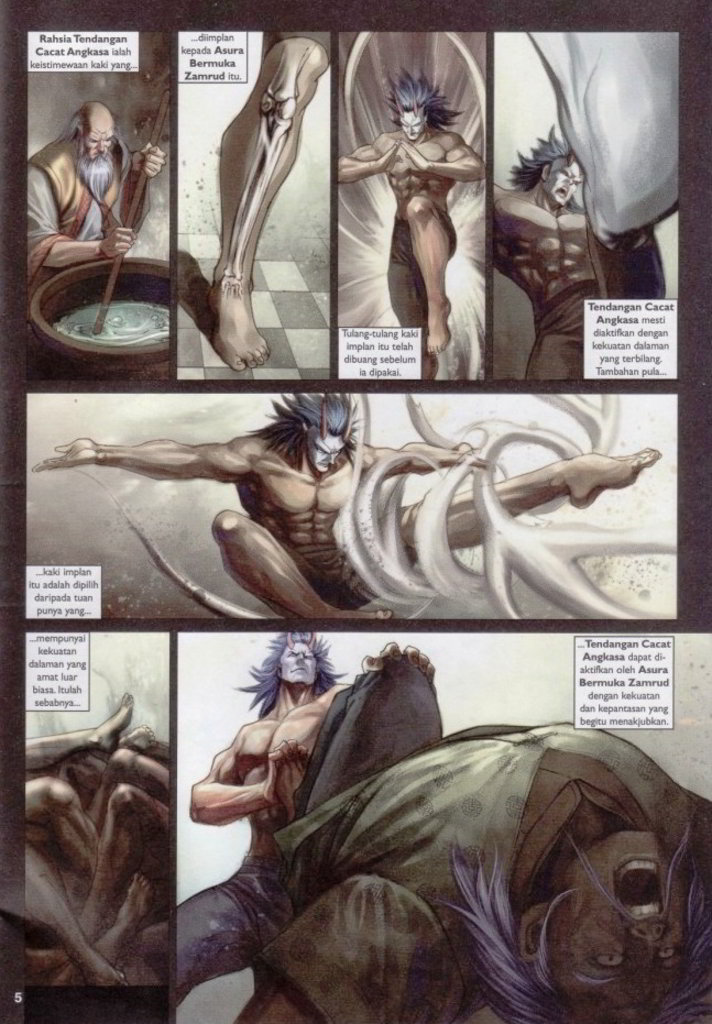 Rahsia Tendangan
Cacat Angkasa ialah
keistimewaan kaki yang...
...diimplan
kepada Asura
Bermuka
Zamrud itu.
Tulang-tulang kaki
implan itu telah
dibuang sebelum
ia dipakai.
Tendangan Cacat
Angkasa mesti
diaktifkan dengan
kekuatan dalaman
yang terbilang.
Tambahan pula...
...kaki implan
itu adalah dipilih
daripada tuan
punya yang...
...mempunyai
kekuatan
dalaman yang
amat luar
biasa. Itulah
sebabnya...
...Tendangan Cacat
Angkasa dapat di-
aktifkan oleh Asura
Bermuka Zamrud
dengan kekuatan
dan kepantasan yang
begitu menakjubkan.
5